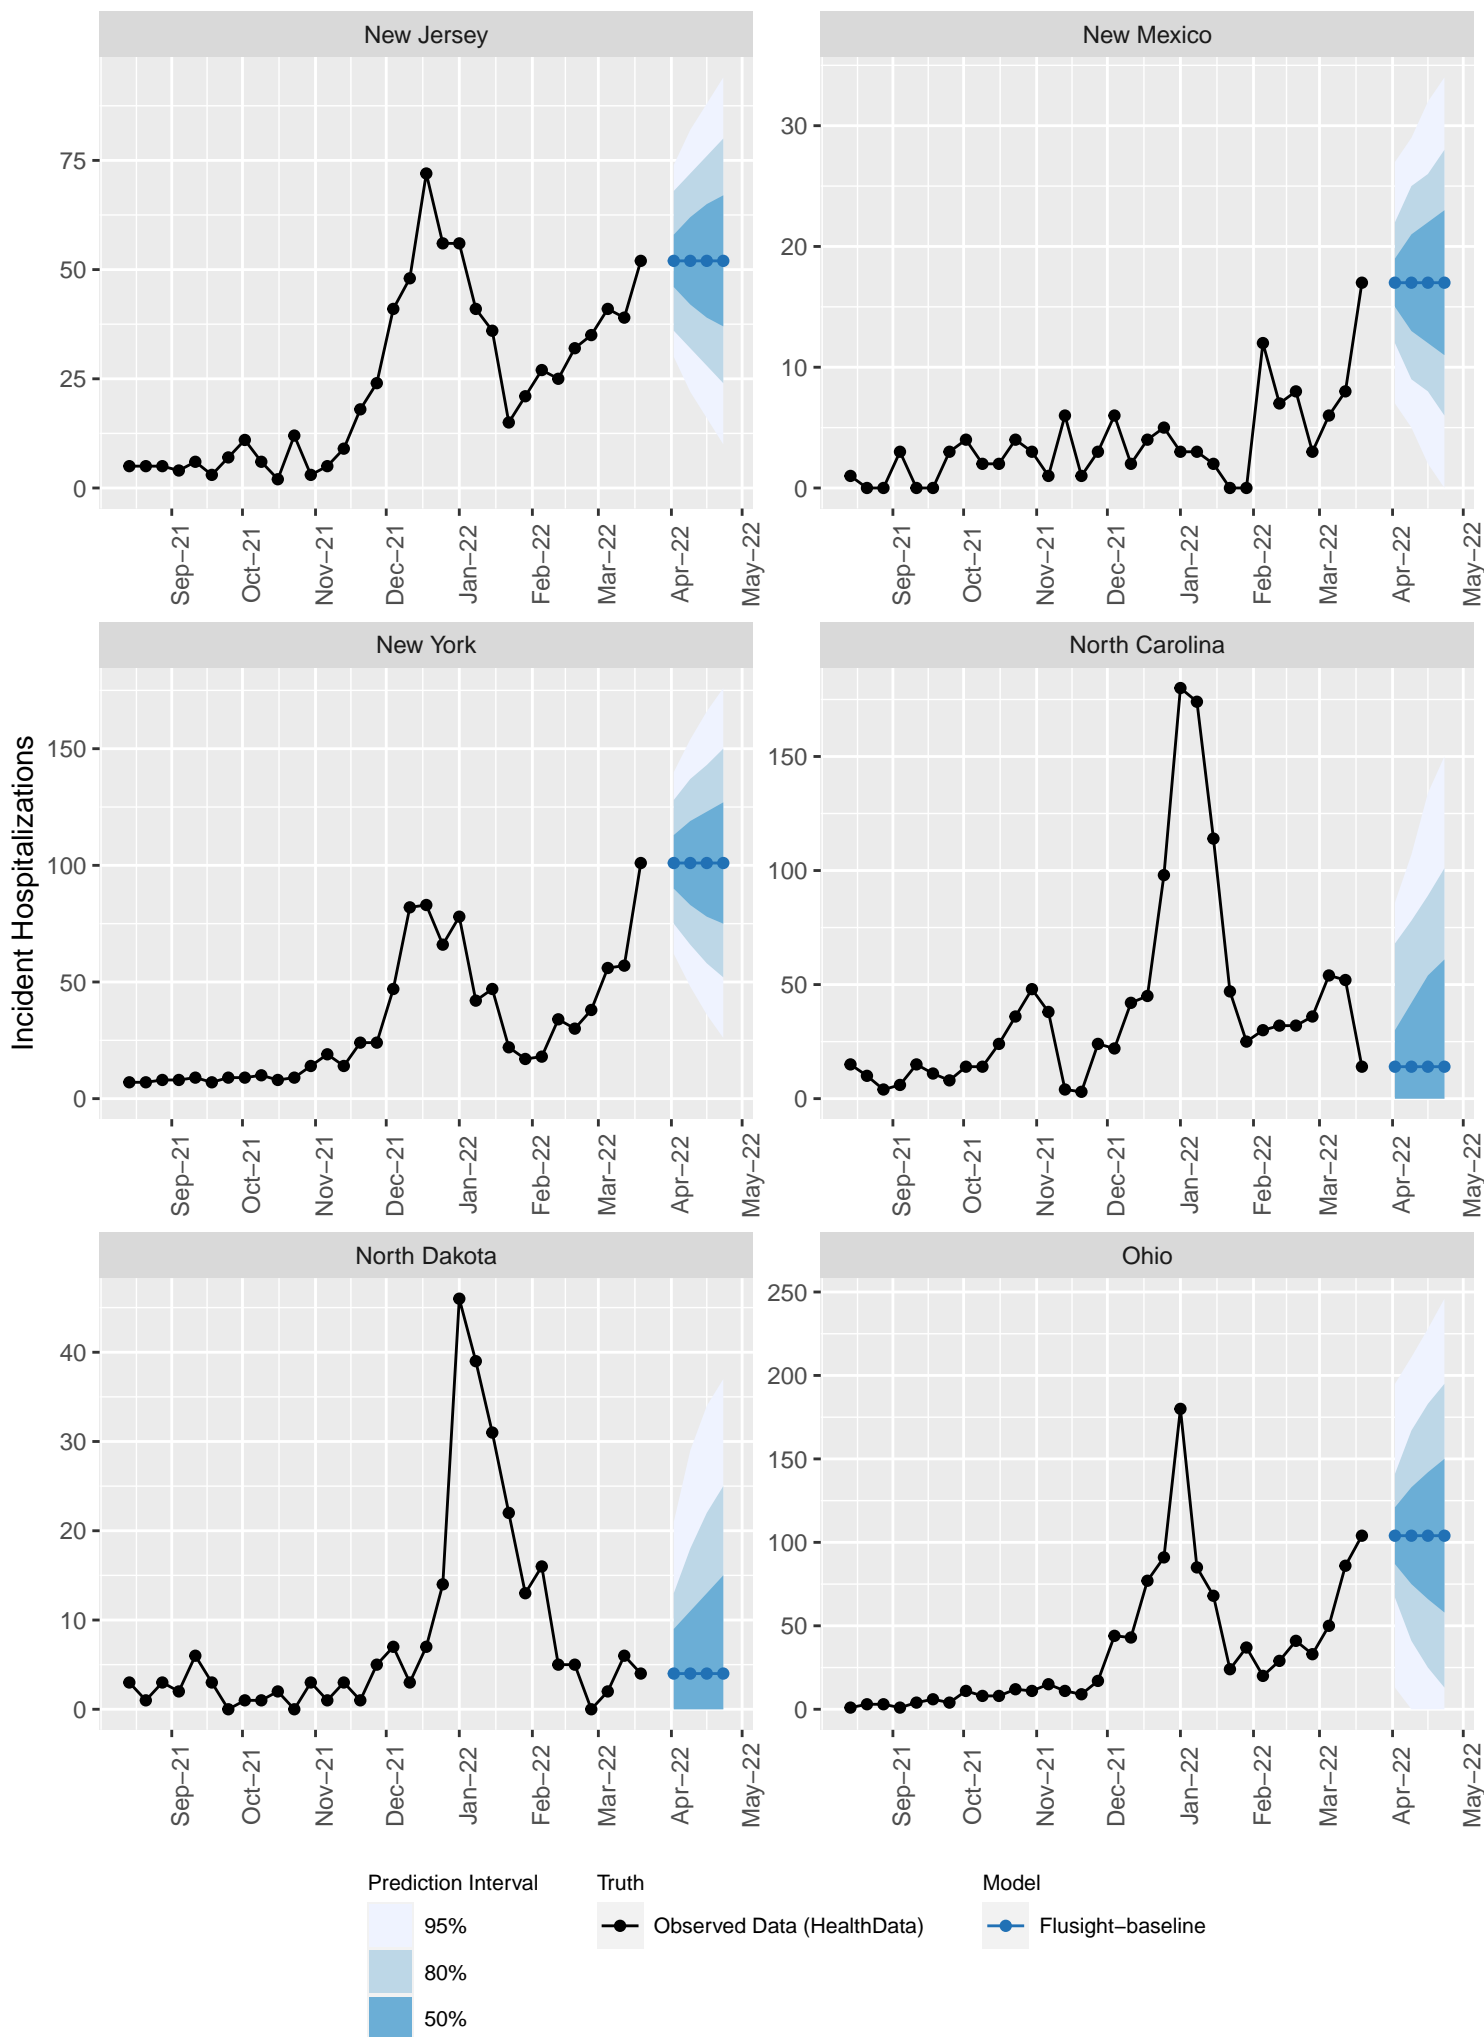 New Jersey
New Mexico
75
50
25
0
30
20
10
0
Sep−21
Oct−21
Nov−21
Dec−21
Jan−22
Feb−22
Mar−22
Apr−22
May−22
Sep−21
Oct−21
Nov−21
Dec−21
Jan−22
Feb−22
Mar−22
Apr−22
May−22
Incident Hospitalizations
New York
North Carolina
150
100
50
0
150
100
50
0
Sep−21
Oct−21
Nov−21
Dec−21
Jan−22
Feb−22
Mar−22
Apr−22
May−22
Sep−21
Oct−21
Nov−21
Dec−21
Jan−22
Feb−22
Mar−22
Apr−22
May−22
North Dakota
Ohio
40
30
20
10
0
250
200
150
100
50
0
Sep−21
Oct−21
Nov−21
Dec−21
Jan−22
Feb−22
Mar−22
Apr−22
May−22
Sep−21
Oct−21
Nov−21
Dec−21
Jan−22
Feb−22
Mar−22
Apr−22
May−22
Prediction Interval
95%
80%
50%
Truth
Observed Data (HealthData)
Model
Flusight−baseline